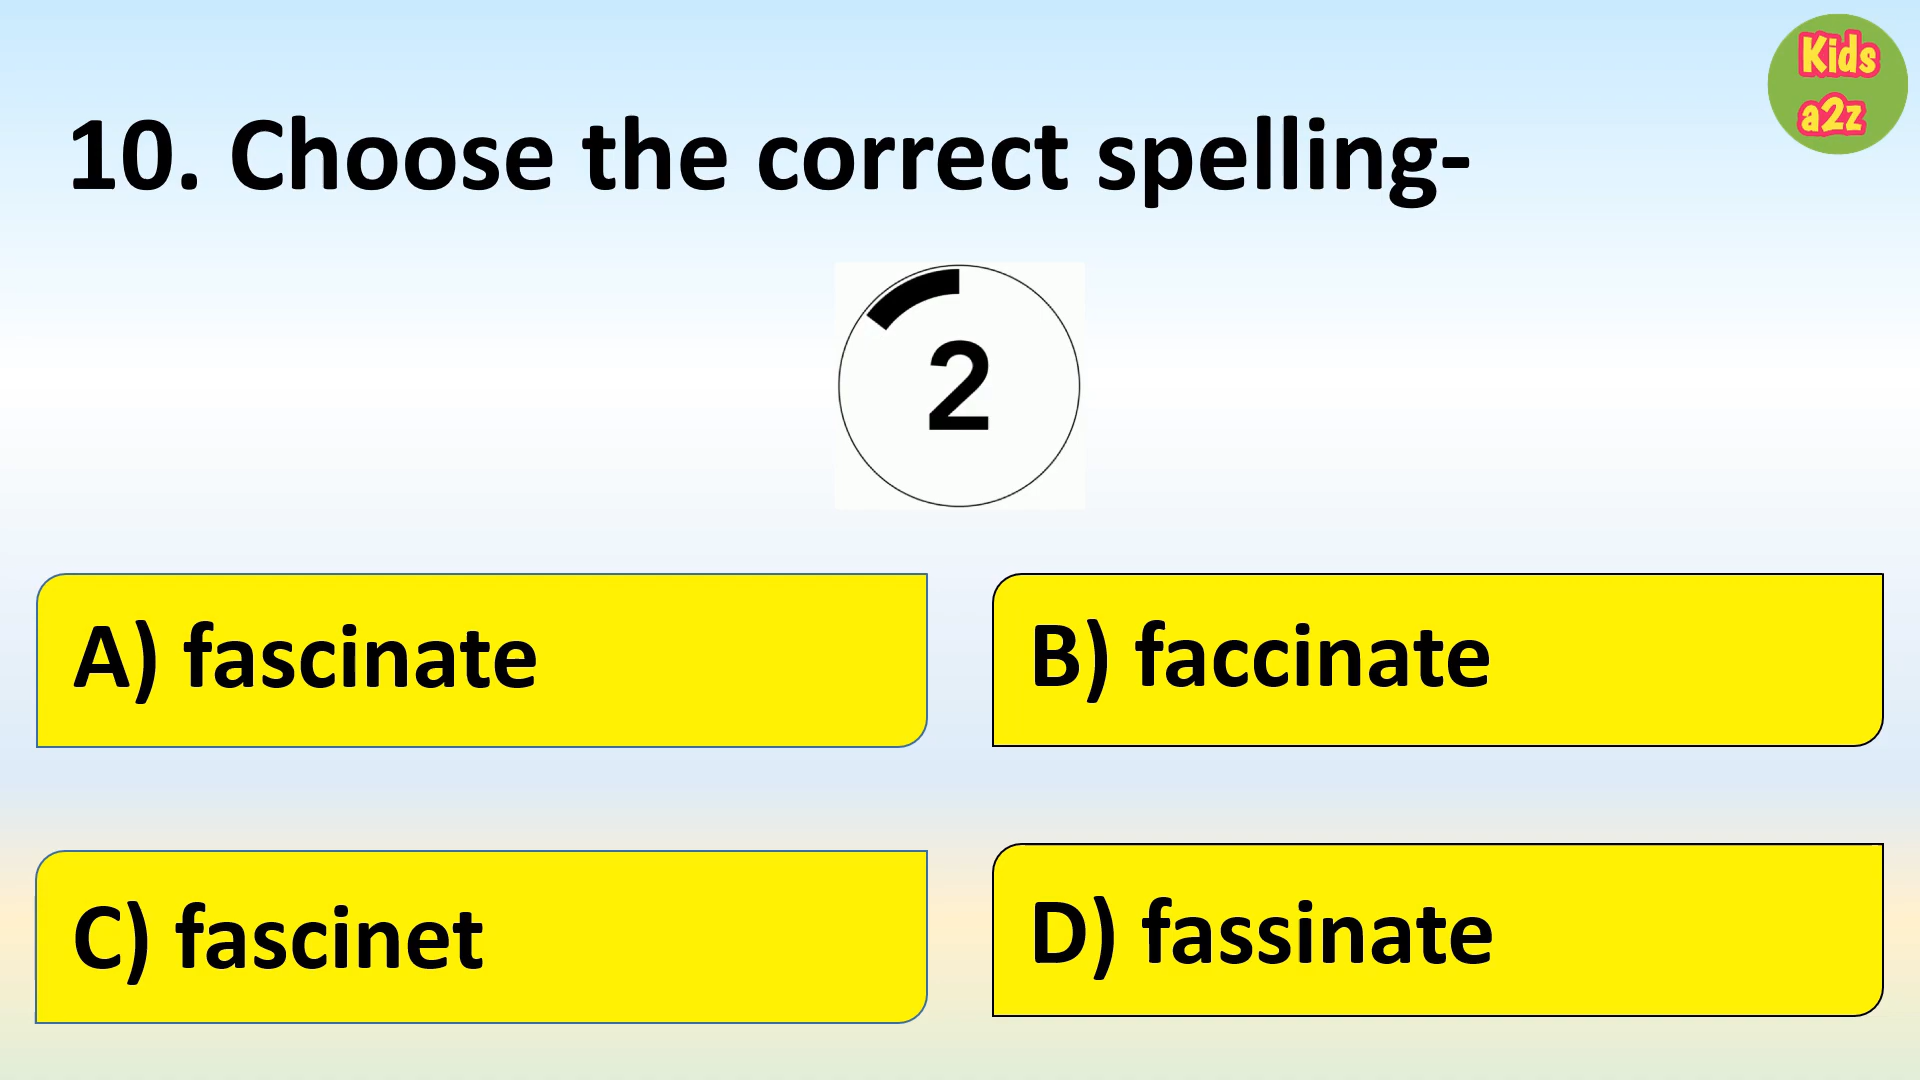 Kids
a2z
10. Choose the correct spelling-
2
A) fascinate
B) faccinate
C) fascinet
D) fassinate